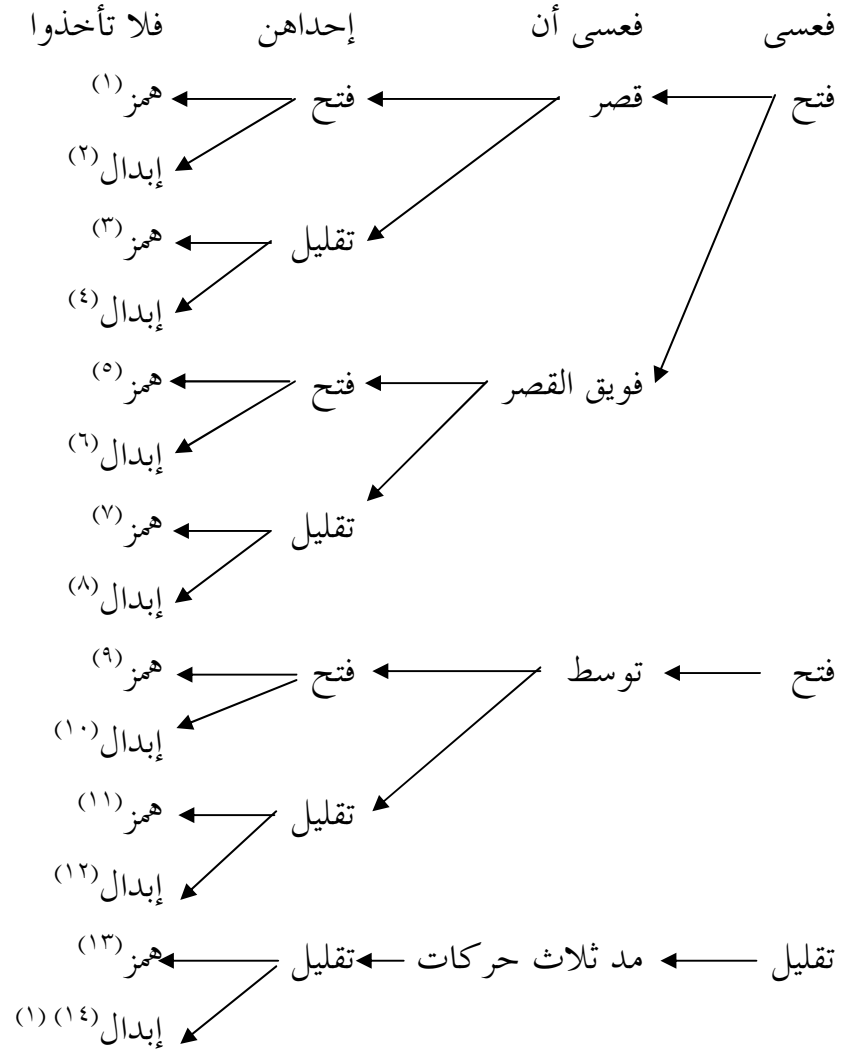 فعسى فعسى أن إحداهن فلا تأخذوا
فتح قصر فتح همز (١)
إبدال (٢)
تقليل همز (٣)
إبدال (٤)
فويق القصر فتح همز (٥)
إبدال (٦)
تقليل همز (٧)
إبدال (٨)
فتح توسط فتح همز (٩)
إبدال (١٠)
تقليل همز (١١)
إبدال (١٢)
تقليل مد ثلاث حركات تقليل همز (١٣)
إبدال (١٤) (١)